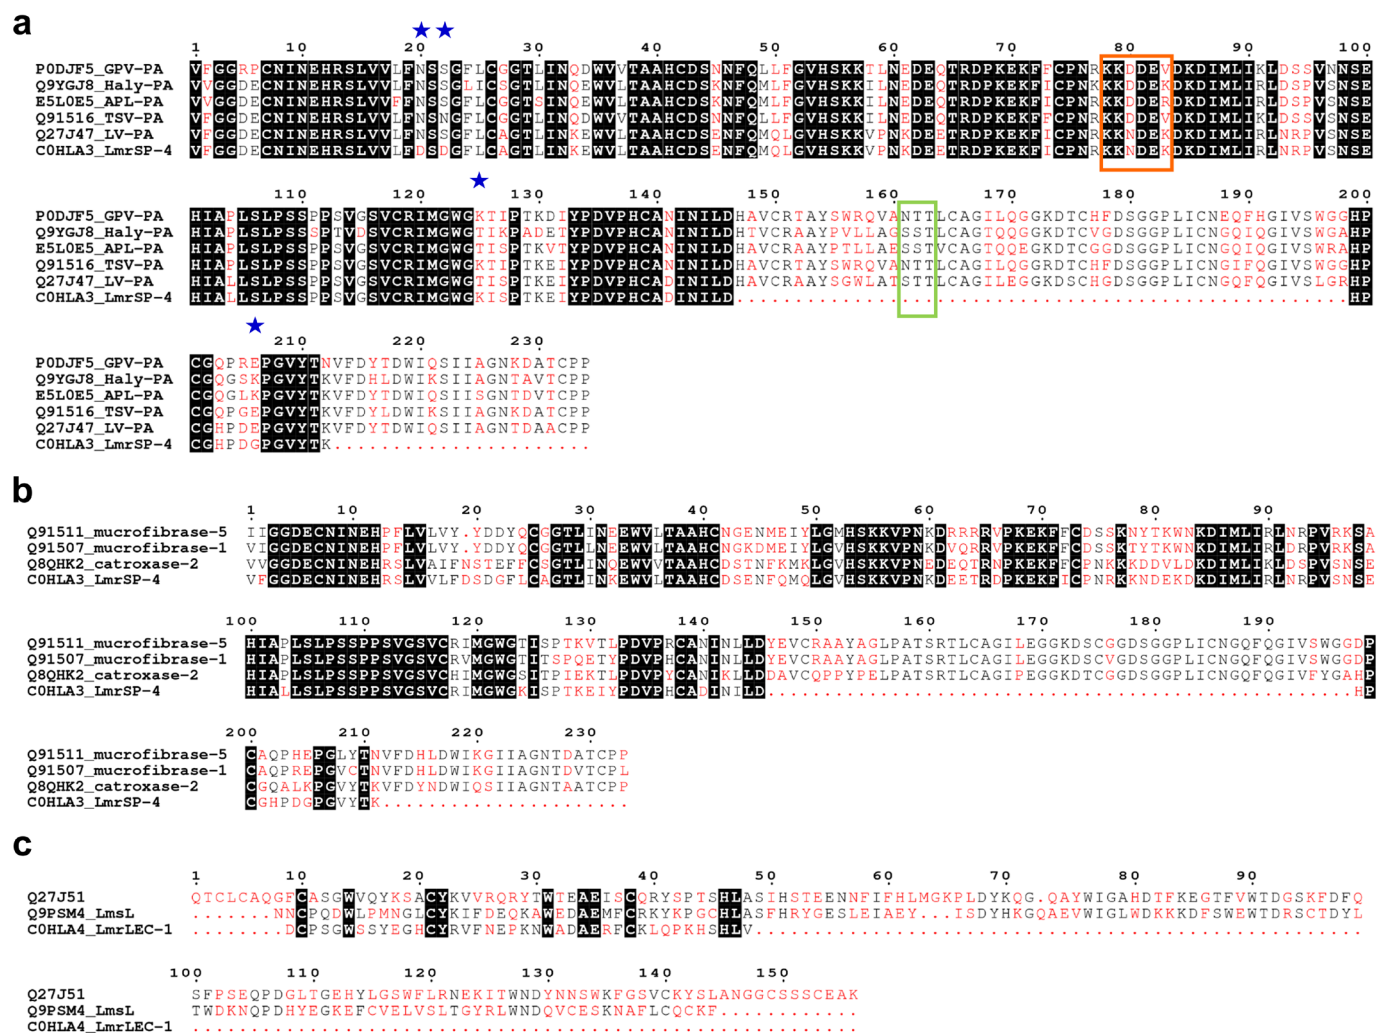 a
1 10 20 30 40 50 60 70 80 90 100
P0DJF5_GPV-PA VFGGRPCNINEHRSLVVLFNSSGFLCGGTLINQDWVVTAAHCDSNNFQLLFGVHSKKTLNEDEQTRDPKEKFFCPNRKKDDEVDKDIMLIKLDSSVNNSE
Q9YGJ8_Haly-PA VVGGDECNINEHRSLVVLFNSSGLICSGTLINQEWVLTAAHCDSKNFQMLFGVHSKKILNEDEQTRDPKEKFICPNKKKDDEKDKDIMLIRLDSPVSNSE
E5L0E5_APL-PA VVGGDECNINEHRSLVVFFNSSGFLCGGTSINQEWVLTAAHCDSKNFQMLFGVHSKKILNEDEQTRDPKEKFICPNKKKDDEKDKDIMLIRLDSPVSNSE
Q91516_TSV-PA VFGGDECNINEHRSLVVLFNSNGFLCGGTLINQDWVVTAAHCDSNNFQLLFGVHSKKILNEDEQTRDPKEKFFCPNRKKDDEVDKDIMLIKLDSSVSNSE
Q27J47_LV-PA VFGGDECNINEHRSLVVLFNSSGFLCAGTLINKEWVLTAAHCDSENFQMQLGVHSKKVPNKDEETRDPKEKFICPNRKKNDEKDKDIMLIRLNRPVSNSE
C0HLA3_LmrSP-4 VFGGDECNINEHRSLVVLFDSDGFLCAGTLINKEWVLTAAHCDSENFQMQLGVHSKKVPNKDEETRDPKEKFICPNRKKNDEKDKDIMLIRLNRPVSNSE
110 120 130 140 150 160 170 180 190 200
P0DJF5_GPV-PA HIAPLSLPSSPPSVGSVCRIMGWGKTIPTKDIYPDVPHCANINILDHAVCRTAYSWRQVANTTLCAGILQGGKDTCHFDSGGPLICNEQFHGIVSWGGHP
Q9YGJ8_Haly-PA HIAPLSLPSSSPTVGSVCRIMGWGTIKPADETYPDVPHCANINILDHTVCRAAYPVLLAGSSTLCAGTQQGGKDTCVGDSGGPLICNGQIQGIVSWGAHP
E5L0E5_APL-PA HIAPLSLPSSPPTVGSVCRIMGWGTISPTKVTYPDVPHCANINILDHAVCRAAYPTLLAESSTLCAGTQQEGKDTCGGDSGGPLICNGQIQGIVSWRAHP
Q91516_TSV-PA HIAPLSLPSSPPSVGSVCRIMGWGKTIPTKEIYPDVPHCANINILDHAVCRTAYSWRQVANTTLCAGILQGGRDTCHFDSGGPLICNGIFQGIVSWGGHP
Q27J47_LV-PA HIALLSLPSSPPSVGSVCRIMGWGTISPTKEIYPDVPHCADINILDHAVCRAAYSGWLATSTTLCAGILEGGKDSCHGDSGGPLICNGQFQGIVSLGRHP
C0HLA3_LmrSP-4 HIALLSLPSSPPSVGSVCRIMGWGKISPTKEIYPDVPHCADINILD....................................................HP
210 220 230
P0DJF5_GPV-PA CGQPREPGVYTNVFDYTDWIQSIIAGNKDATCPP
Q9YGJ8_Haly-PA CGQGSKPGVYTKVFDHLDWIKSIIAGNTAVTCPP
E5L0E5_APL-PA CGQGLKPGVYTKVFDYTDWIQSIISGNTDVTCPP
Q91516_TSV-PA CGQPGEPGVYTKVFDYLDWIKSIIAGNKDATCPP
Q27J47_LV-PA CGHPDEPGVYTKVFDYTDWIQSIIAGNTDAACPP
C0HLA3_LmrSP-4 CGHPDGPGVYTK......................
b
1 10 20 30 40 50 60 70 80 90
Q91511_mucrofibrase-5 IIGGDECNINEHPFLVLVY.YDDYQCGGTLINEEWVLTAAHCNGENMEIYLGMHSKKVPNKDRRRRVPKEKFFCDSSKNYTKWNKDIMLIRLNRPVRKSA
Q91507_mucrofibrase-1 VIGGDECNINEHPFLVLVY.YDDYQCGGTLINEEWVLTAAHCNGKDMEIYLGVHSKKVPNKDVQRRVPKEKFFCDSSKTYTKWNKDIMLIRLDRPVRKSA
Q8QHK2_catroxase-2 VVGGDECNINEHRSLVAIFNSTEFFCSGTLINQEWVVTAAHCDSTNFKMKLGVHSKKVPNEDEQTRNPKEKFFCPNKKKDDVLDKDIMLIKLDSPVSNSE
C0HLA3_LmrSP-4 VFGGDECNINEHRSLVVLFDSDGFLCAGTLINKEWVLTAAHCDSENFQMQLGVHSKKVPNKDEETRDPKEKFICPNRKKNDEKDKDIMLIRLNRPVSNSE
100 110 120 130 140 150 160 170 180 190
Q91511_mucrofibrase-5 HIAPLSLPSSPPSVGSVCRIMGWGTISPTKVTLPDVPRCANINLLDYEVCRAAYAGLPATSRTLCAGILEGGKDSCGGDSGGPLICNGQFQGIVSWGGDP
Q91507_mucrofibrase-1 HIAPLSLPSSPPSVGSVCRVMGWGTITSPQETYPDVPHCANINLLDYEVCRAAYAGLPATSRTLCAGILEGGKDSCVGDSGGPLICNGQFQGIVSWGGDP
Q8QHK2_catroxase-2 HIAPLSLPSSPPSVGSVCHIMGWGTISPTPIEKTLPDVPYCANIKLLDDAVCQPPYPELPATSRTLCAGIPEGGKDSCGGDSGGPLICNGQFQGIVFYGAHP
C0HLA3_LmrSP-4 HIALLSLPSSPPSVGSVCRIMGWGKISPTKEIYPDVPHCADINILD....................................................HP
200 210 220 230
Q91511_mucrofibrase-5 CAQPHEPGLYTNVFDHLDWIKGIIAGNTDATCPP
Q91507_mucrofibrase-1 CAQPREPGVCTNVFDHLDWIKGIIAGNTDVTCPL
Q8QHK2_catroxase-2 CGQALKPGVYTKVFDYNDWIQSIIAGNTAATCPP
C0HLA3_LmrSP-4 CGHPDGPGVYTK......................
c
1 10 20 30 40 50 60 70 80 90
Q27J51 QTCLCAQGFCASGWVQYKSACYKVVRQRYTWTEAEISCQRYSPTSHLASIHSTEENNFIFHLMGKPLDYKQG.QAYWIGAHDTFKEGTFVWTDGSKFDFQ
Q9PSM4_LmsL .......NNCPQDWLPMNGLCYKIFDEQKAWEDAEMFCRKYKPGCHLASFHRYGESLEIAEY...ISDYHKGQAEVWIGLWDKKKDFSWEWTDRSCTDYL
C0HLA4_LmrLEC-1 ........DCPSGWSSYEGHCYRVFNEPKNWADAERFCKLQPKHSHLV....................................................
100 110 120 130 140 150
Q27J51 SFPSEQPDGLTGEHYLGSWFLRNEKITWNDYNNSWKFGSVCKYSLANGGCSSSCEAK
Q9PSM4_LmsL TWDKNQPDHYEGKEFCVELVSLTGYRLWNDQVCESKNAFLCQCKF............
C0HLA4_LmrLEC-1 .........................................................